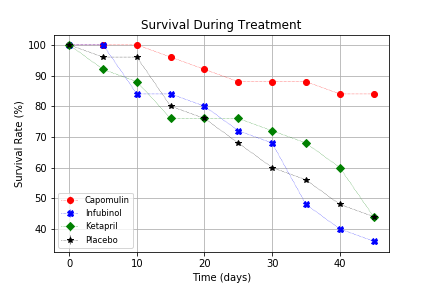 Survival During Treatment
Survival Rate (%)
100
90
80
70
60
50
40
Capomulin
Infubinol
Ketapril
Placebo
0 10 20 30 40
Time (days)